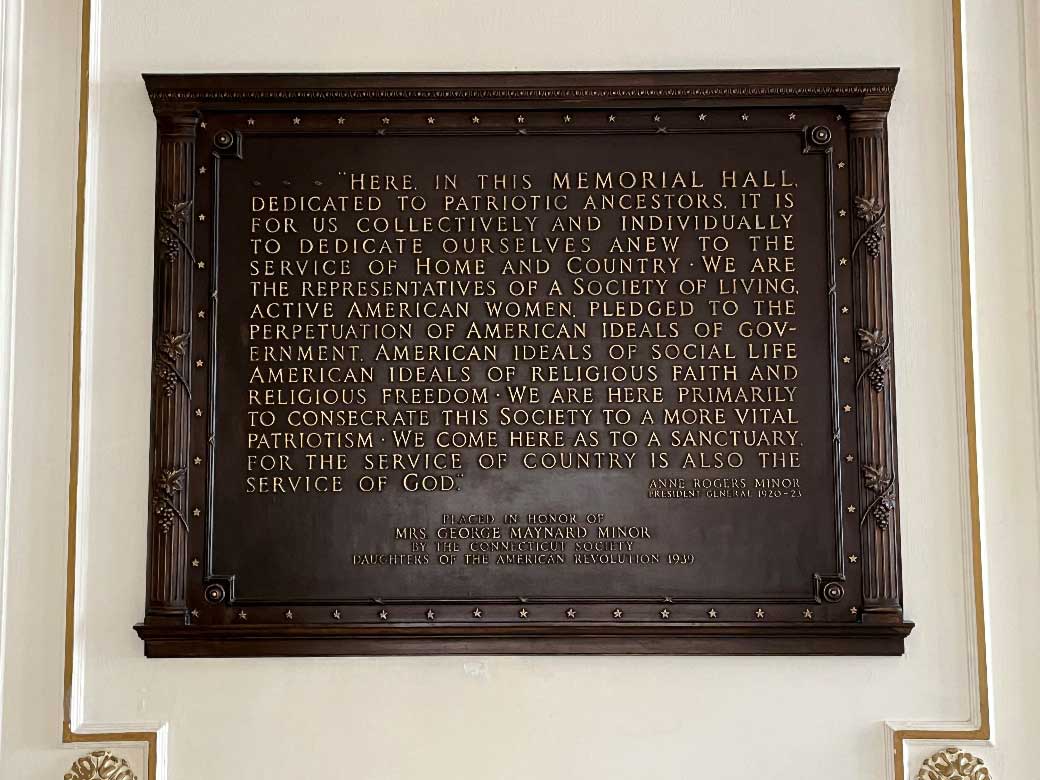 "HERE, IN THIS MEMORIAL HALL,
DEDICATED TO PATRIOTIC ANCESTORS, IT IS
FOR US COLLECTIVELY AND INDIVIDUALLY
TO DEDICATE OURSELVES ANEW TO THE
SERVICE OF HOME AND COUNTRY · WE ARE
THE REPRESENTATIVES OF A SOCIETY OF LIVING,
ACTIVE AMERICAN WOMEN, PLEDGED TO THE
PERPETUATION OF AMERICAN IDEALS OF GOV-
ERNMENT, AMERICAN IDEALS OF SOCIAL LIFE
AMERICAN IDEALS OF RELIGIOUS FAITH AND
RELIGIOUS FREEDOM · WE ARE HERE PRIMARILY
TO CONSECRATE THIS SOCIETY TO A MORE VITAL
PATRIOTISM · WE COME HERE AS TO A SANCTUARY,
FOR THE SERVICE OF COUNTRY IS ALSO THE
SERVICE OF GOD."
ANNE ROGERS MINOR
PRESIDENT GENERAL 1920-23
PLACED IN HONOR OF
MRS GEORGE MAYNARD MINOR
BY THE CONNECTICUT SOCIETY
DAUGHTERS OF THE AMERICAN REVOLUTION 1939